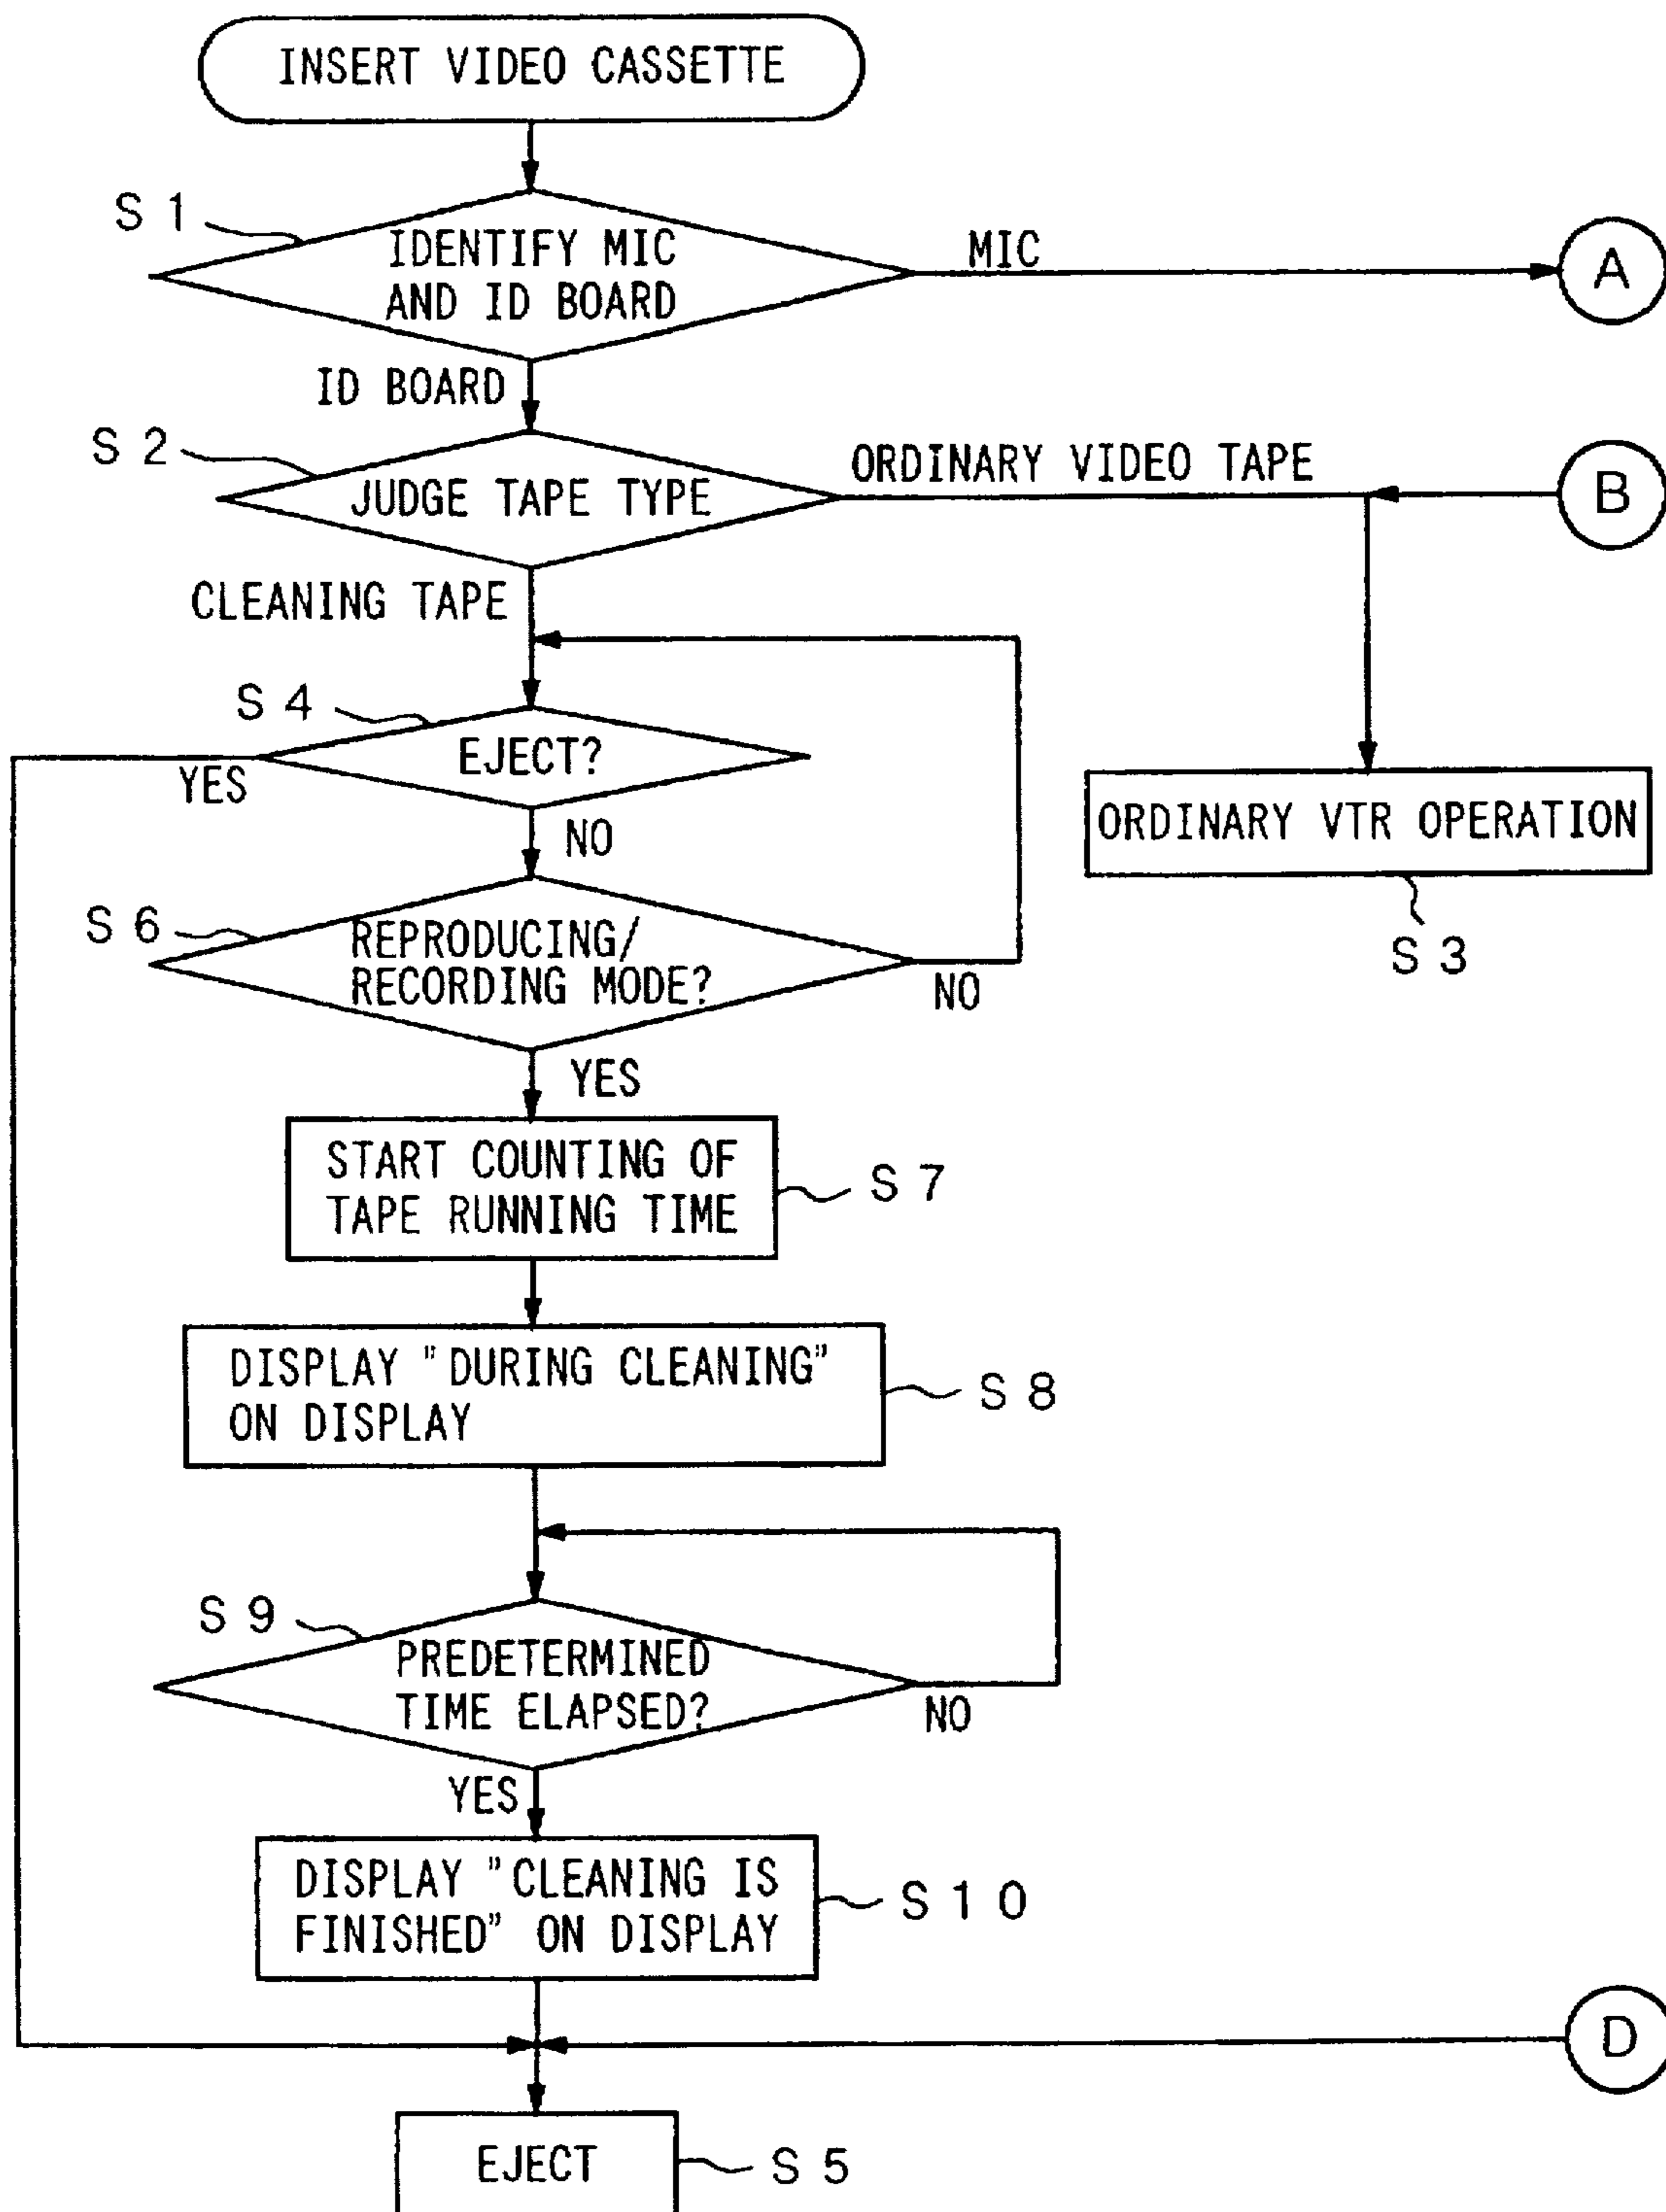 INSERT VIDEO CASSETTE
S 1
IDENTIFY MIC
AND ID BOARD
MIC
A
ID BOARD
S 2
JUDGE TAPE TYPE
ORDINARY VIDEO TAPE
B
CLEANING TAPE
S 4
EJECT?
YES
NO
ORDINARY VTR OPERATION
S 3
S 6
REPRODUCING/
RECORDING MODE?
NO
YES
START COUNTING OF
TAPE RUNNING TIME
S 7
DISPLAY "DURING CLEANING"
ON DISPLAY
S 8
S 9
PREDETERMINED
TIME ELAPSED?
NO
YES
DISPLAY "CLEANING IS
FINISHED" ON DISPLAY
S 1 0
D
EJECT
S 5